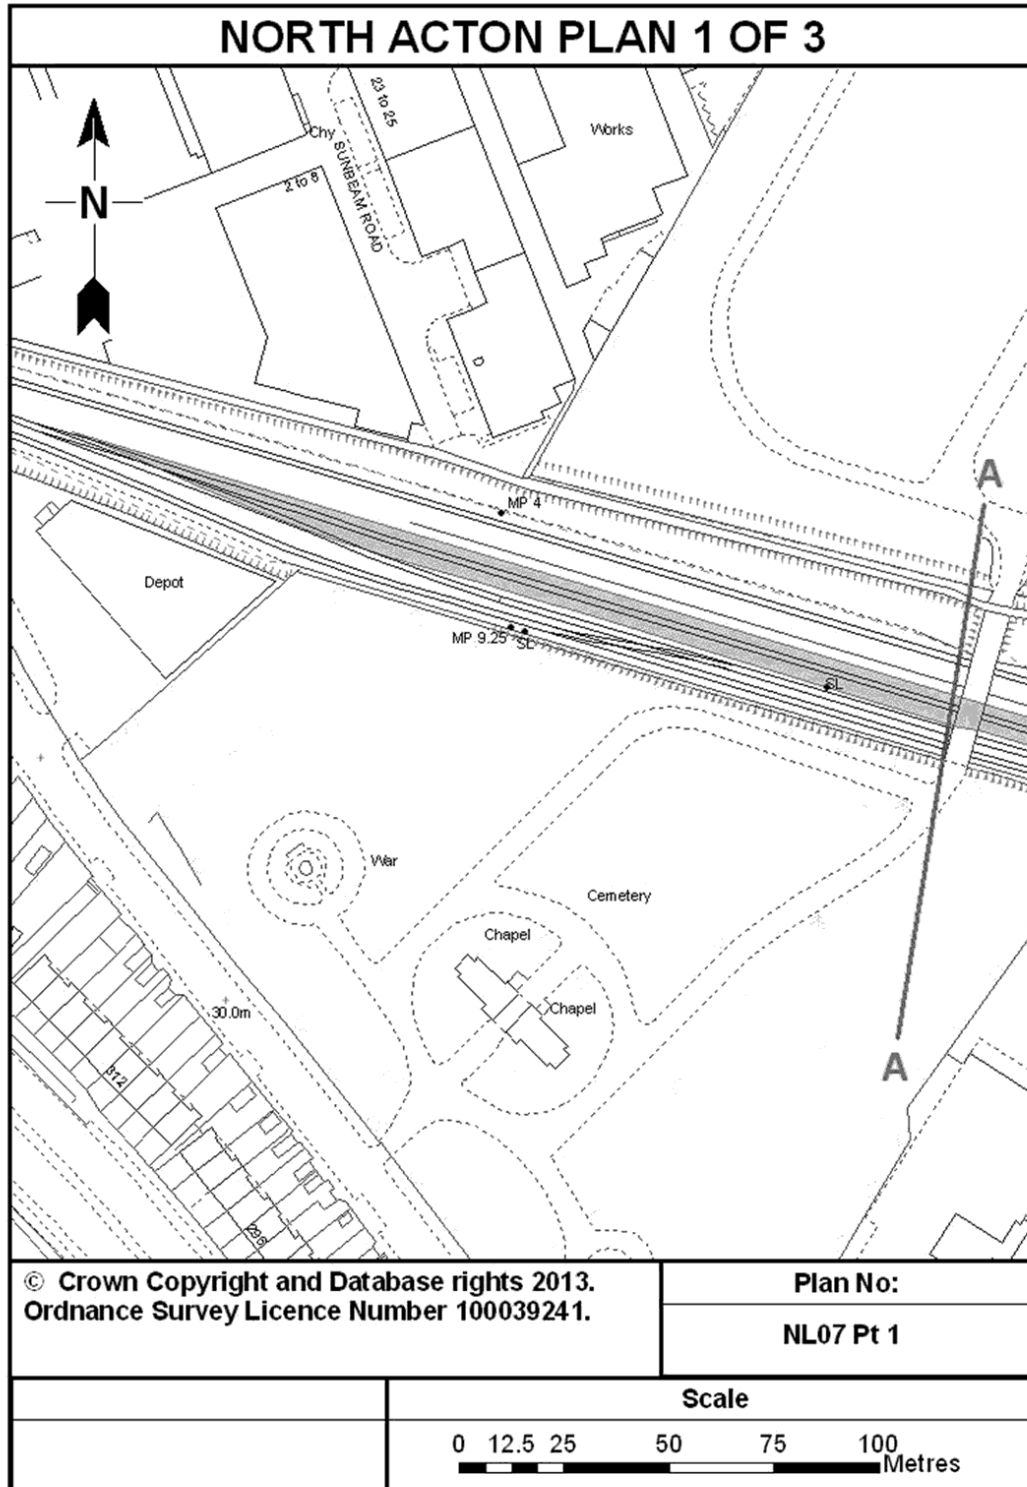 NORTH ACTON PLAN 1 OF 3
23 to 25
Works
Chy
SUNBEAM ROAD
2 to 8
N
D
A
MP 4
Depot
MP 9.25
SL
SL
War
Cemetery
Chapel
Chapel
30.0m
A
312
296
© Crown Copyright and Database rights 2013.
Ordnance Survey Licence Number 100039241.
Plan No:
NL07 Pt 1
Scale
0 12.5 25 50 75 100
Metres